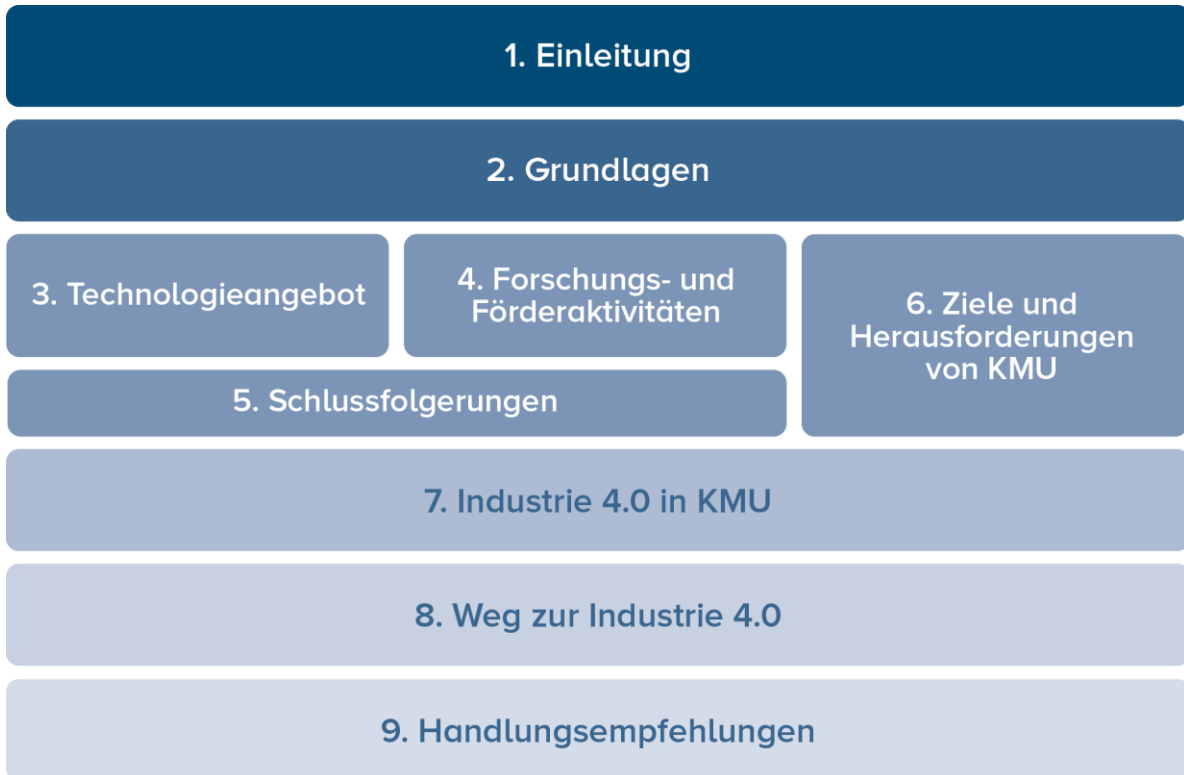 1. Einleitung
2. Grundlagen
3. Technologieangebot
4. Forschungs- und
Förderaktivitäten
5. Schlussfolgerungen
6. Ziele und
Herausforderungen
von KMU
7. Industrie 4.0 in KMU
8. Weg zur Industrie 4.0
9. Handlungsempfehlungen